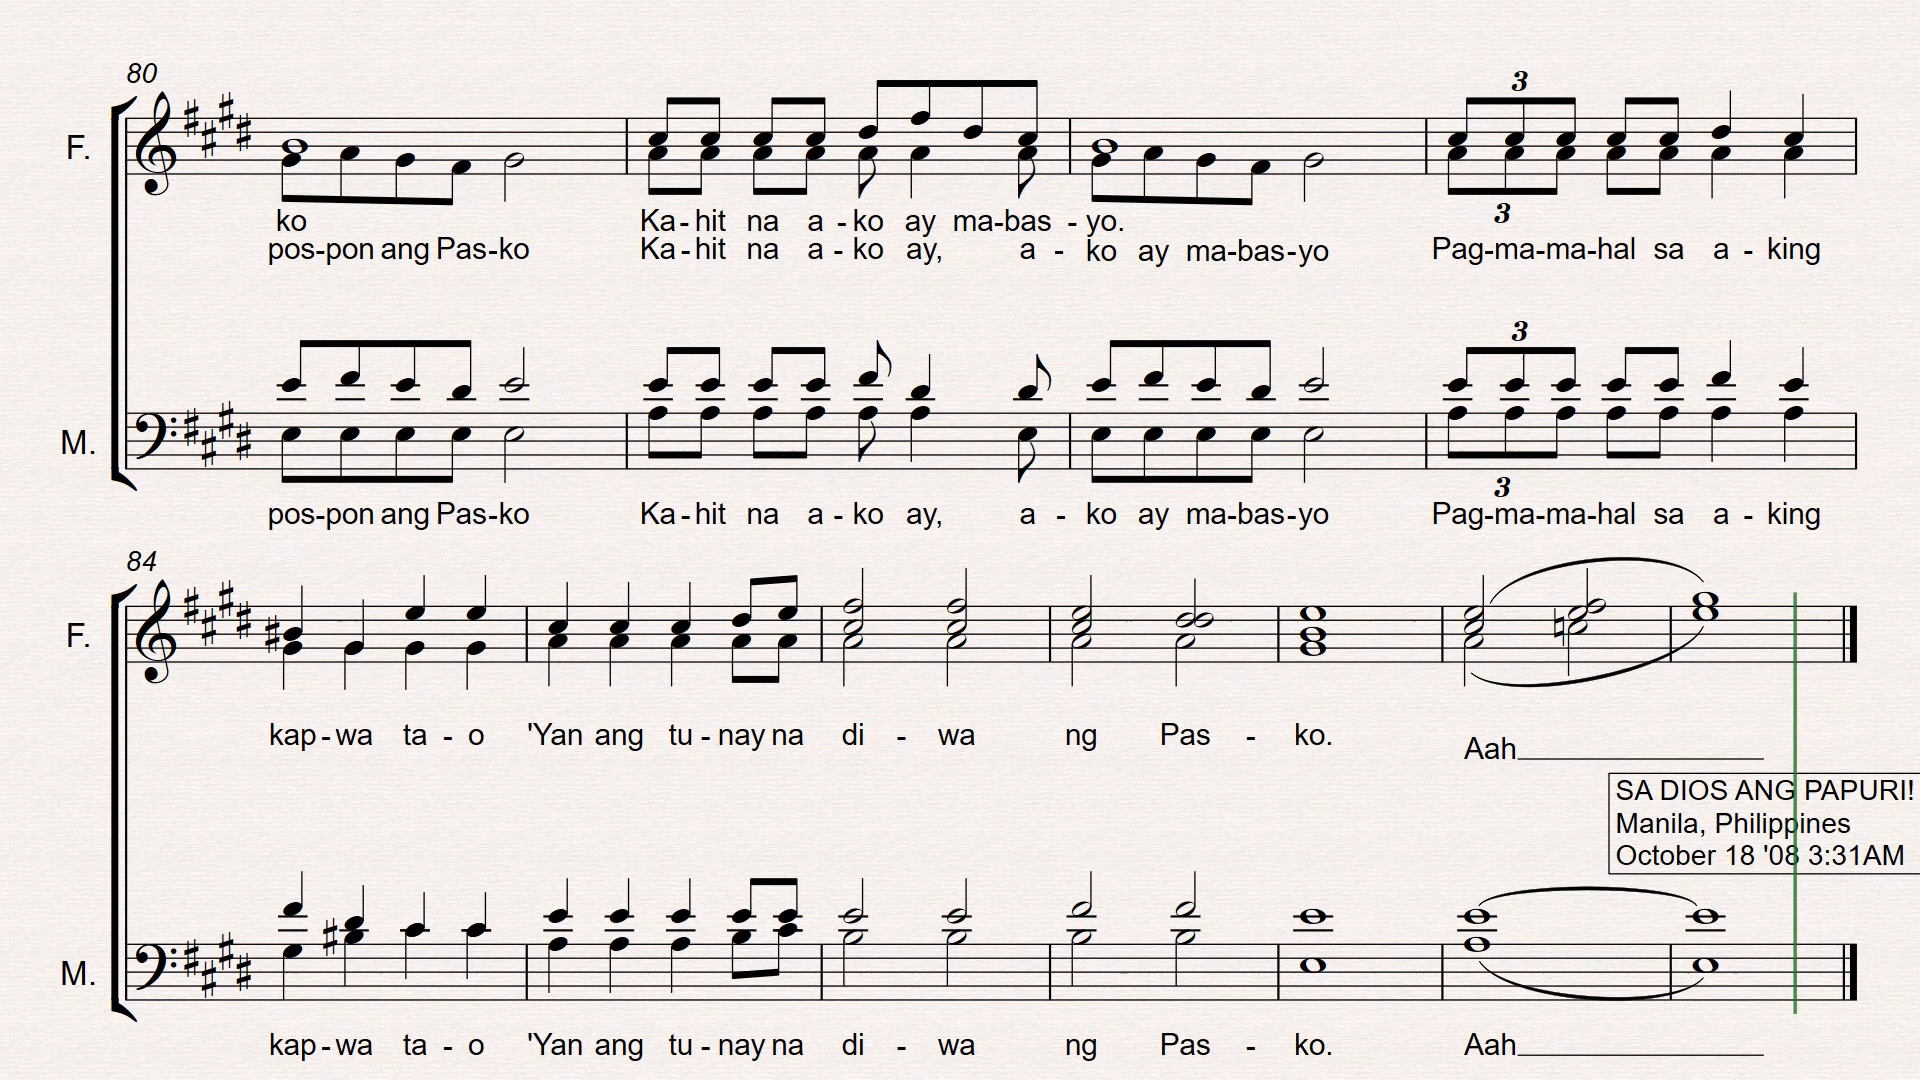 80
3
F.
ko Ka-hit na a-ko ay ma-bas-yo.
pos-pon ang Pas-ko Ka-hit na a-ko ay, a-ko ay ma-bas-yo Pag-ma-ma-hal sa a-king
3
3
M.
3
pos-pon ang Pas-ko Ka-hit na a-ko ay, a-ko ay ma-bas-yo Pag-ma-ma-hal sa a-king
84
F.
kap-wa ta-o 'Yan ang tu-nay na di-wa ng Pas-ko. Aah
SA DIOS ANG PAPURI!
Manila, Philippines
October 18 '08 3:31AM
M.
kap-wa ta-o 'Yan ang tu-nay na di-wa ng Pas-ko. Aah